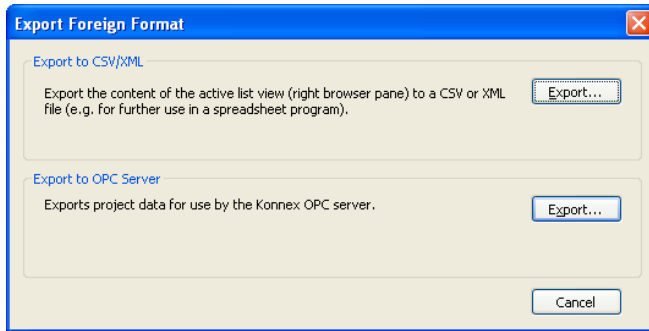 Export Foreign Format
Export to CSV/XML
Export the content of the active list view (right browser pane) to a CSV or XML
file (e.g. for further use in a spreadsheet program).
Export...
Export to OPC Server
Exports project data for use by the Konnex OPC server.
Export...
Cancel